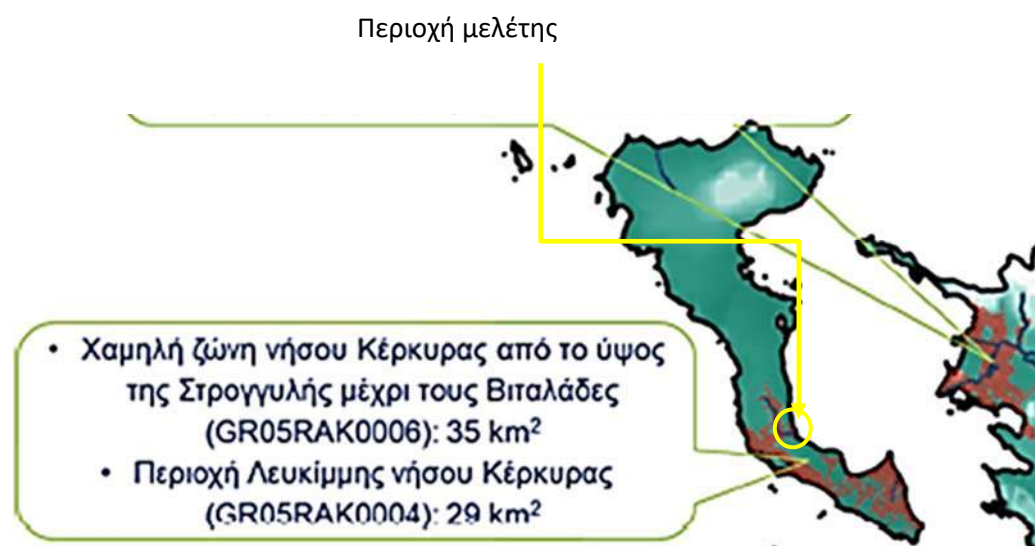 Περιοχή μελέτης
• Χαμηλή ζώνη νήσου Κέρκυρας από το ύψος
της Στρογγυλής μέχρι τους Βιταλάδες
(GR05RAK0006): 35 km²
• Περιοχή Λευκίμμης νήσου Κέρκυρας
(GR05RAK0004): 29 km²